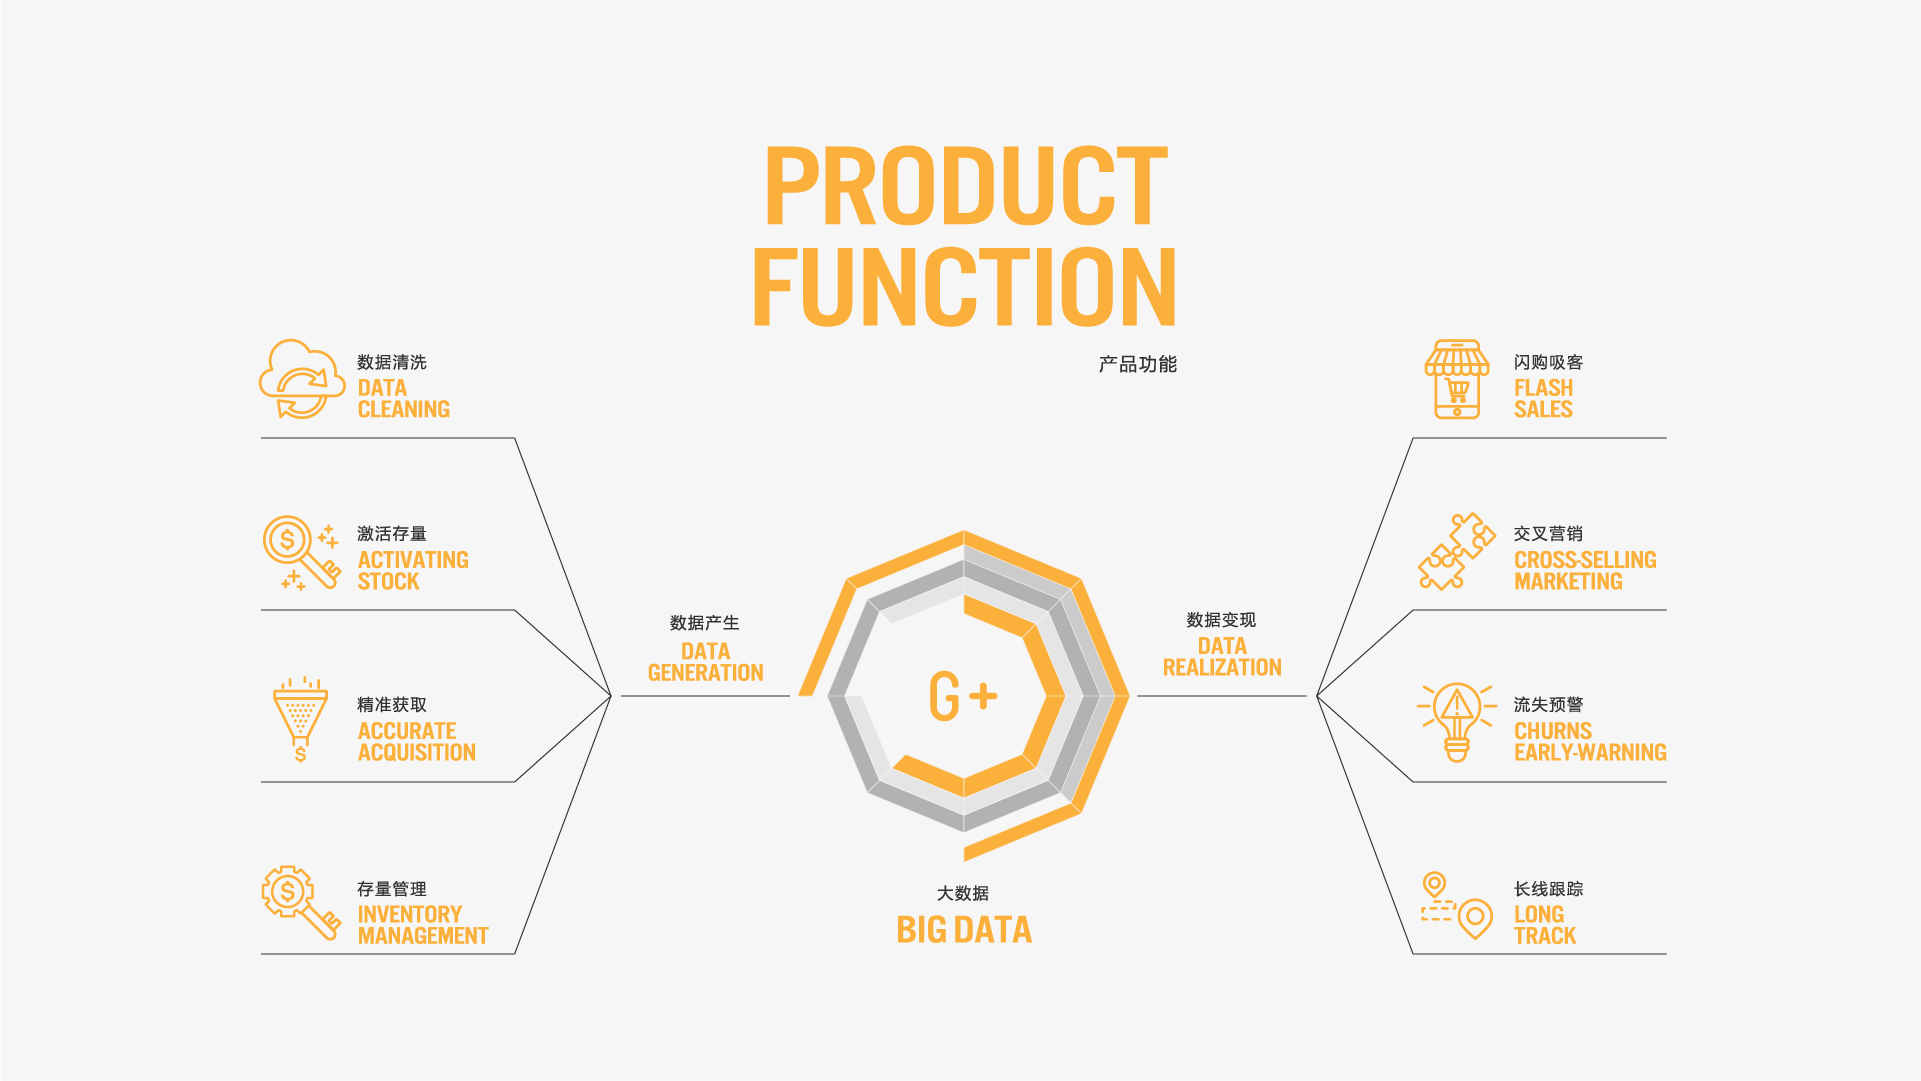 PRODUCT
FUNCTION
产品功能
数据清洗
DATA
CLEANING
激活存量
ACTIVATING
STOCK
精准获取
ACCURATE
ACQUISITION
存量管理
INVENTORY
MANAGEMENT
数据产生
DATA
GENERATION
G+
大数据
BIG DATA
数据变现
DATA
REALIZATION
闪购吸客
FLASH
SALES
交叉营销
CROSS-SELLING
MARKETING
流失预警
CHURNS
EARLY-WARNING
长线跟踪
LONG
TRACK